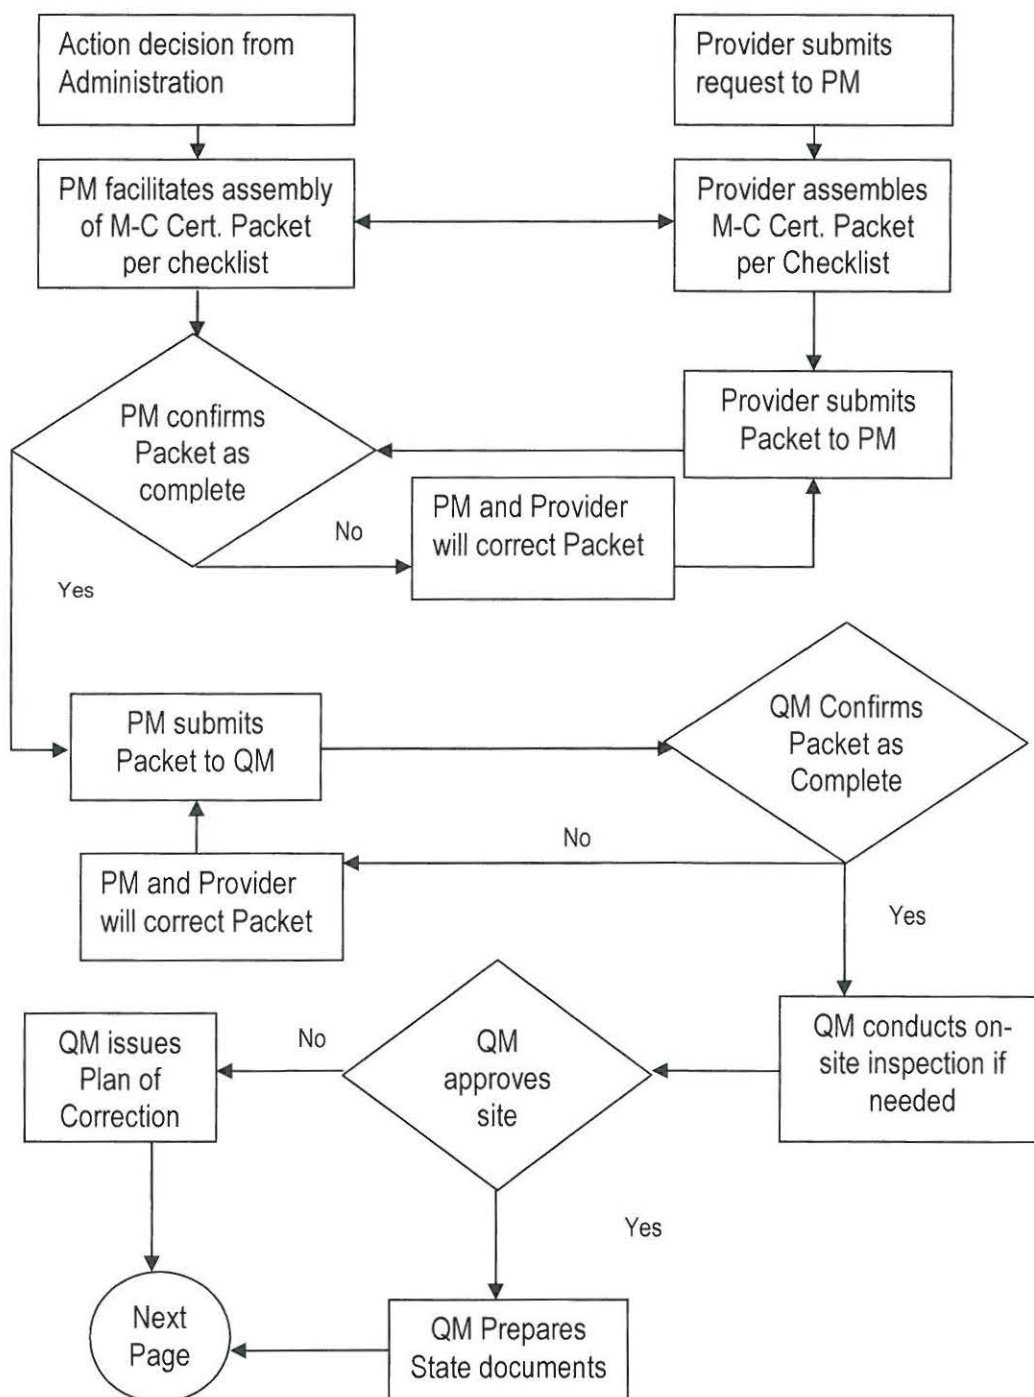 Action decision from
Administration
Provider submits
request to PM
PM facilitates assembly
of M-C Cert. Packet
per checklist
Provider assembles
M-C Cert. Packet
per Checklist
PM confirms
Packet as
complete
Provider submits
Packet to PM
No
PM and Provider
will correct Packet
Yes
PM submits
Packet to QM
QM Confirms
Packet as
Complete
No
PM and Provider
will correct Packet
Yes
QM issues
Plan of
Correction
No
QM
approves
site
QM conducts on-
site inspection if
needed
Yes
Next
Page
QM Prepares
State documents